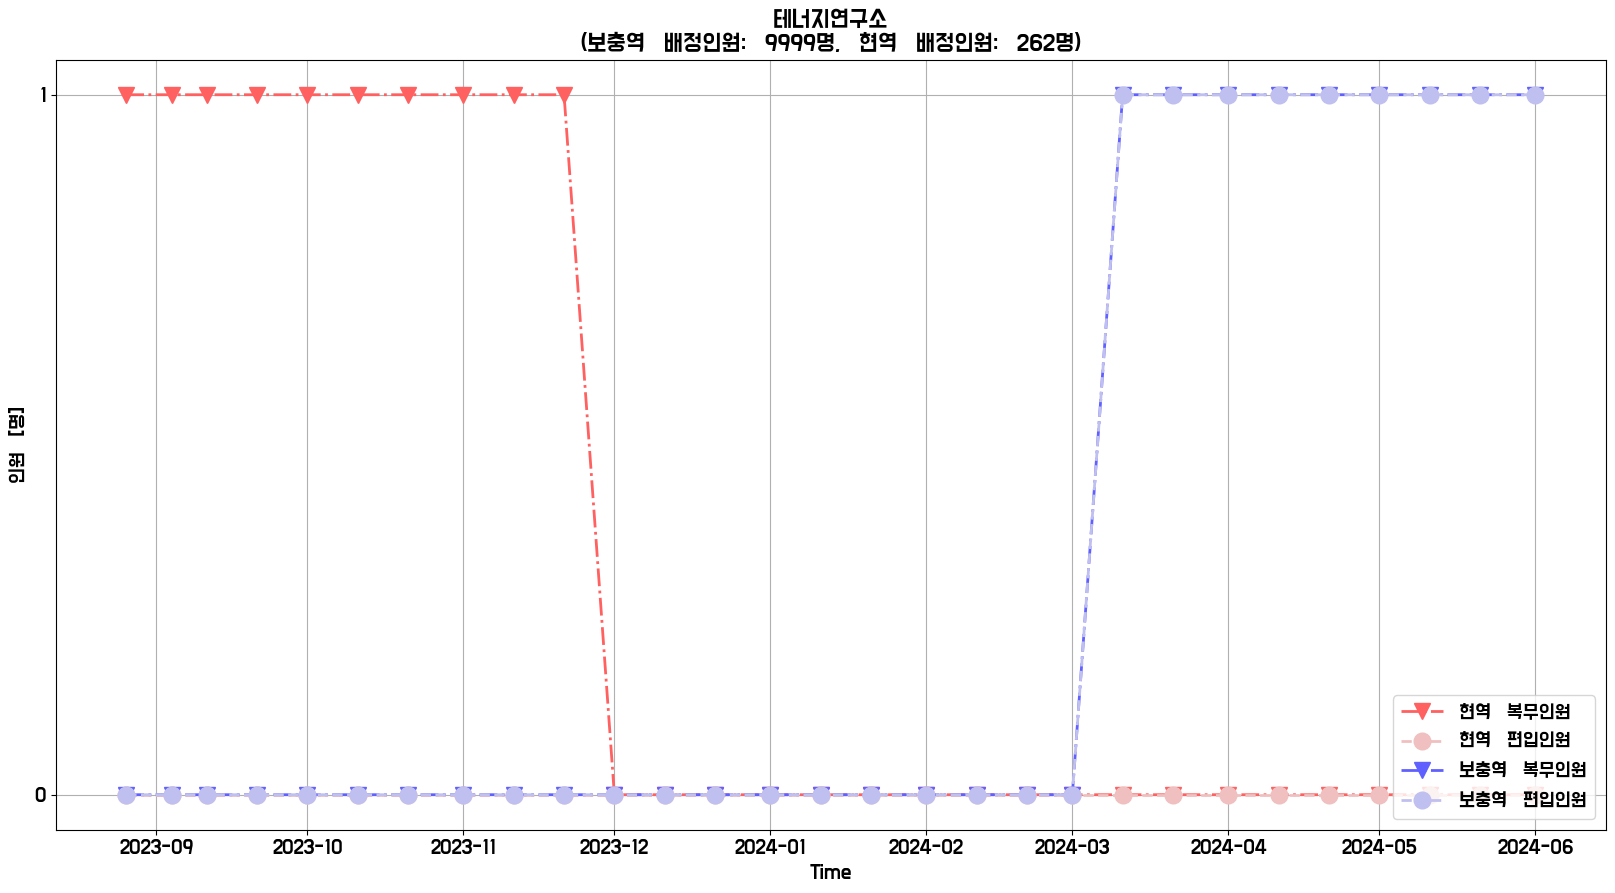 테너지연구소
(보충역 배정인원: 9999명, 현역 배정인원: 262명)
1
0
인원 [명]
2023-09 2023-10 2023-11 2023-12 2024-01 2024-02 2024-03 2024-04 2024-05 2024-06
Time
현역 복무인원
현역 편입인원
보충역 복무인원
보충역 편입인원